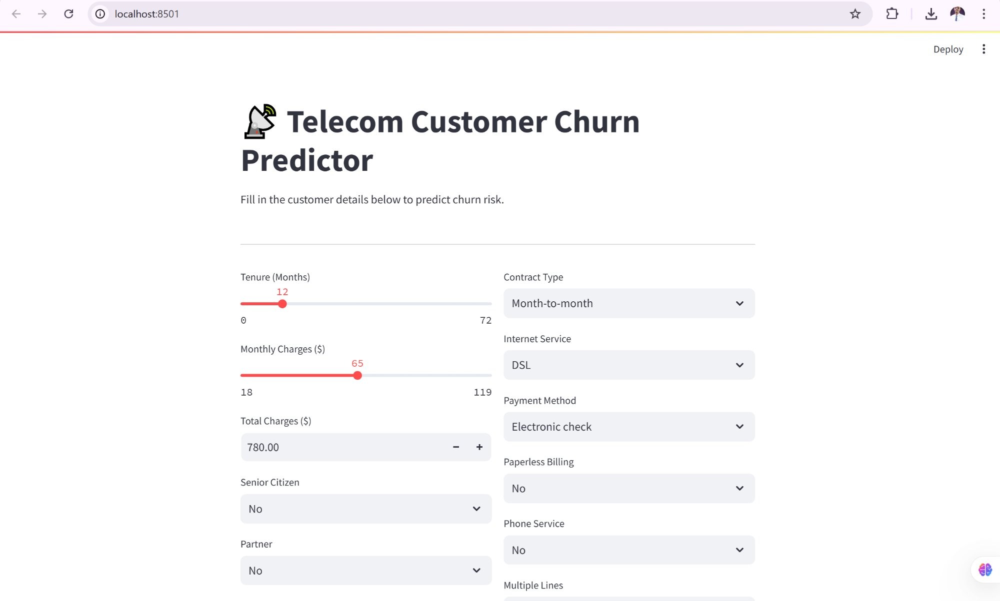 localhost:8501
Deploy
Telecom Customer Churn
Predictor
Fill in the customer details below to predict churn risk.
Tenure (Months)
12
0
72
Monthly Charges ($)
65
18
119
Total Charges ($)
780.00
Senior Citizen
No
Partner
No
Contract Type
Month-to-month
Internet Service
DSL
Payment Method
Electronic check
Paperless Billing
No
Phone Service
No
Multiple Lines